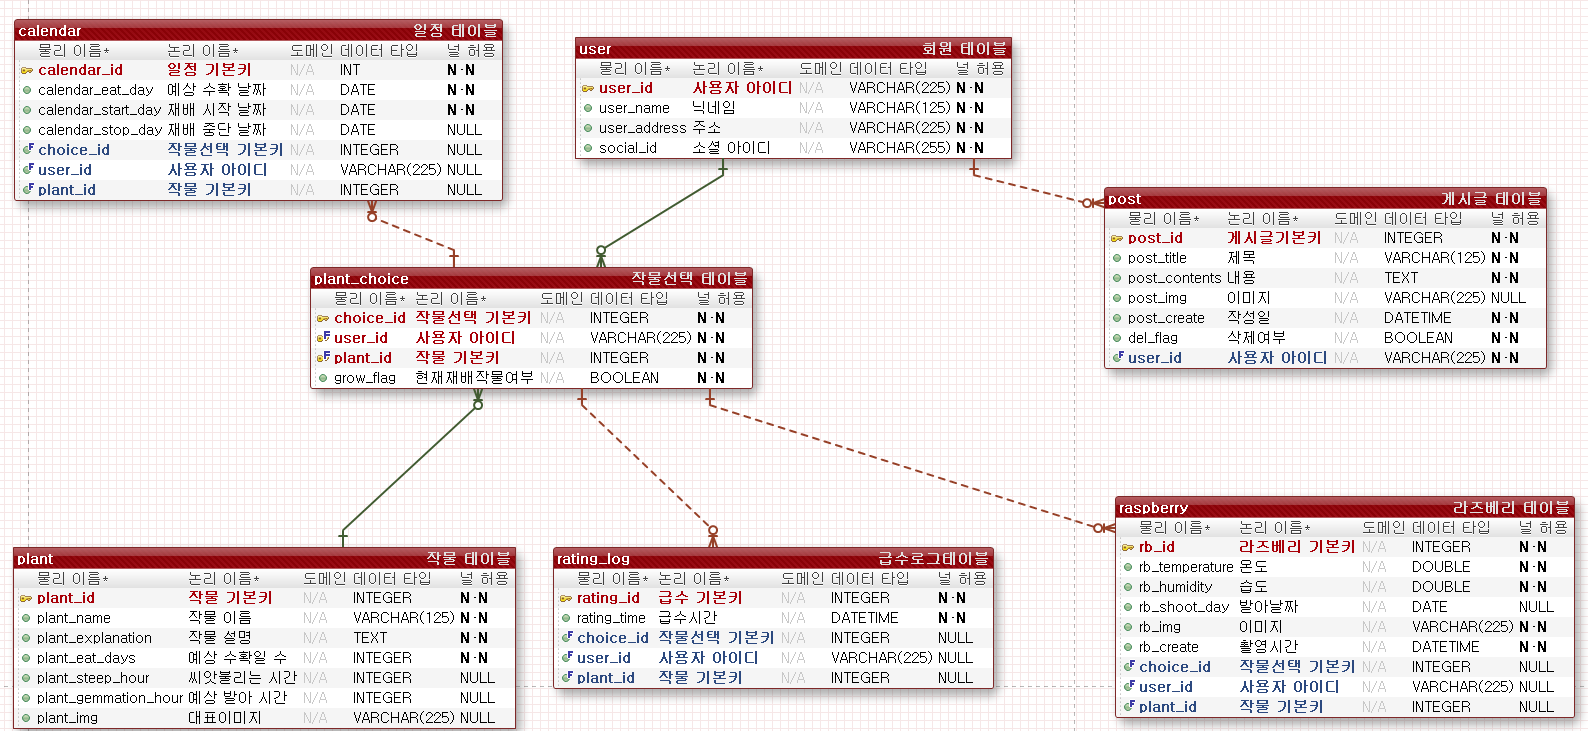 calendar 일정 테이블
물리 이름* 논리 이름* 도메인 데이터 타입 널 허용
calendar_id 일정 기본키 N/A INT N·N
calendar_eat_day 예상 수확 날짜 N/A DATE N·N
calendar_start_day 재배 시작 날짜 N/A DATE N·N
calendar_stop_day 재배 중단 날짜 N/A DATE NULL
choice_id 작물선택 기본키 N/A INTEGER NULL
user_id 사용자 아이디 N/A VARCHAR(225) NULL
plant_id 작물 기본키 N/A INTEGER NULL
user 회원 테이블
물리 이름* 논리 이름* 도메인 데이터 타입 널 허용
user_id 사용자 아이디 N/A VARCHAR(225) N·N
user_name 닉네임 N/A VARCHAR(125) N·N
user_address 주소 N/A VARCHAR(225) N·N
social_id 소셜 아이디 N/A VARCHAR(255) N·N
post 게시글 테이블
물리 이름* 논리 이름* 도메인 데이터 타입 널 허용
post_id 게시글기본키 N/A INTEGER N·N
post_title 제목 N/A VARCHAR(125) N·N
post_contents 내용 N/A TEXT N·N
post_img 이미지 N/A VARCHAR(225) NULL
post_create 작성일 N/A DATETIME N·N
del_flag 삭제여부 N/A BOOLEAN N·N
user_id 사용자 아이디 N/A VARCHAR(225) N·N
plant_choice 작물선택 테이블
물리 이름* 논리 이름* 도메인 데이터 타입 널 허용
choice_id 작물선택 기본키 N/A INTEGER N·N
user_id 사용자 아이디 N/A VARCHAR(225) N·N
plant_id 작물 기본키 N/A INTEGER N·N
grow_flag 현재재배작물여부 N/A BOOLEAN N·N
plant 작물 테이블
물리 이름* 논리 이름* 도메인 데이터 타입 널 허용
plant_id 작물 기본키 N/A INTEGER N·N
plant_name 작물 이름 N/A VARCHAR(125) N·N
plant_explanation 작물 설명 N/A TEXT N·N
plant_eat_days 예상 수확일 수 N/A INTEGER N·N
plant_steep_hour 씨앗불리는 시간 N/A INTEGER NULL
plant_gemmation_hour 예상 발아 시간 N/A INTEGER NULL
plant_img 대표이미지 N/A VARCHAR(225) NULL
rating_log 급수로그테이블
물리 이름* 논리 이름* 도메인 데이터 타입 널 허용
rating_id 급수 기본키 N/A INTEGER N·N
rating_time 급수시간 N/A DATETIME N·N
choice_id 작물선택 기본키 N/A INTEGER NULL
user_id 사용자 아이디 N/A VARCHAR(225) NULL
plant_id 작물 기본키 N/A INTEGER NULL
raspberry 라즈베리 테이블
물리 이름* 논리 이름* 도메인 데이터 타입 널 허용
rb_id 라즈베리 기본키 N/A INTEGER N·N
rb_temperature 온도 N/A DOUBLE N·N
rb_humidity 습도 N/A DOUBLE N·N
rb_shoot_day 발아날짜 N/A DATE NULL
rb_img 이미지 N/A VARCHAR(225) N·N
rb_create 촬영시간 N/A DATETIME N·N
choice_id 작물선택 기본키 N/A INTEGER NULL
user_id 사용자 아이디 N/A VARCHAR(225) NULL
plant_id 작물 기본키 N/A INTEGER NULL